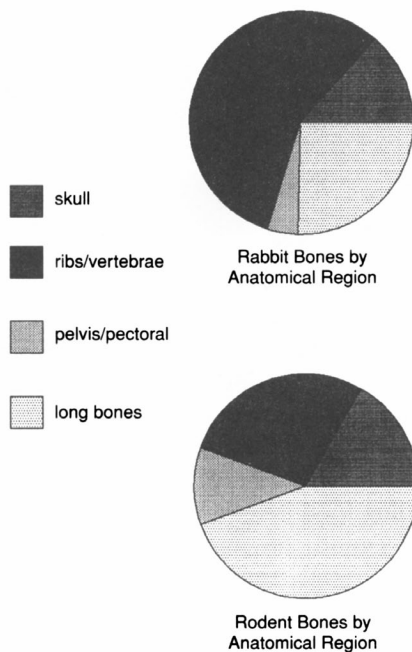 skull
ribs/vertebrae
pelvis/pectoral
long bones
Rabbit Bones by
Anatomical Region
Rodent Bones by
Anatomical Region